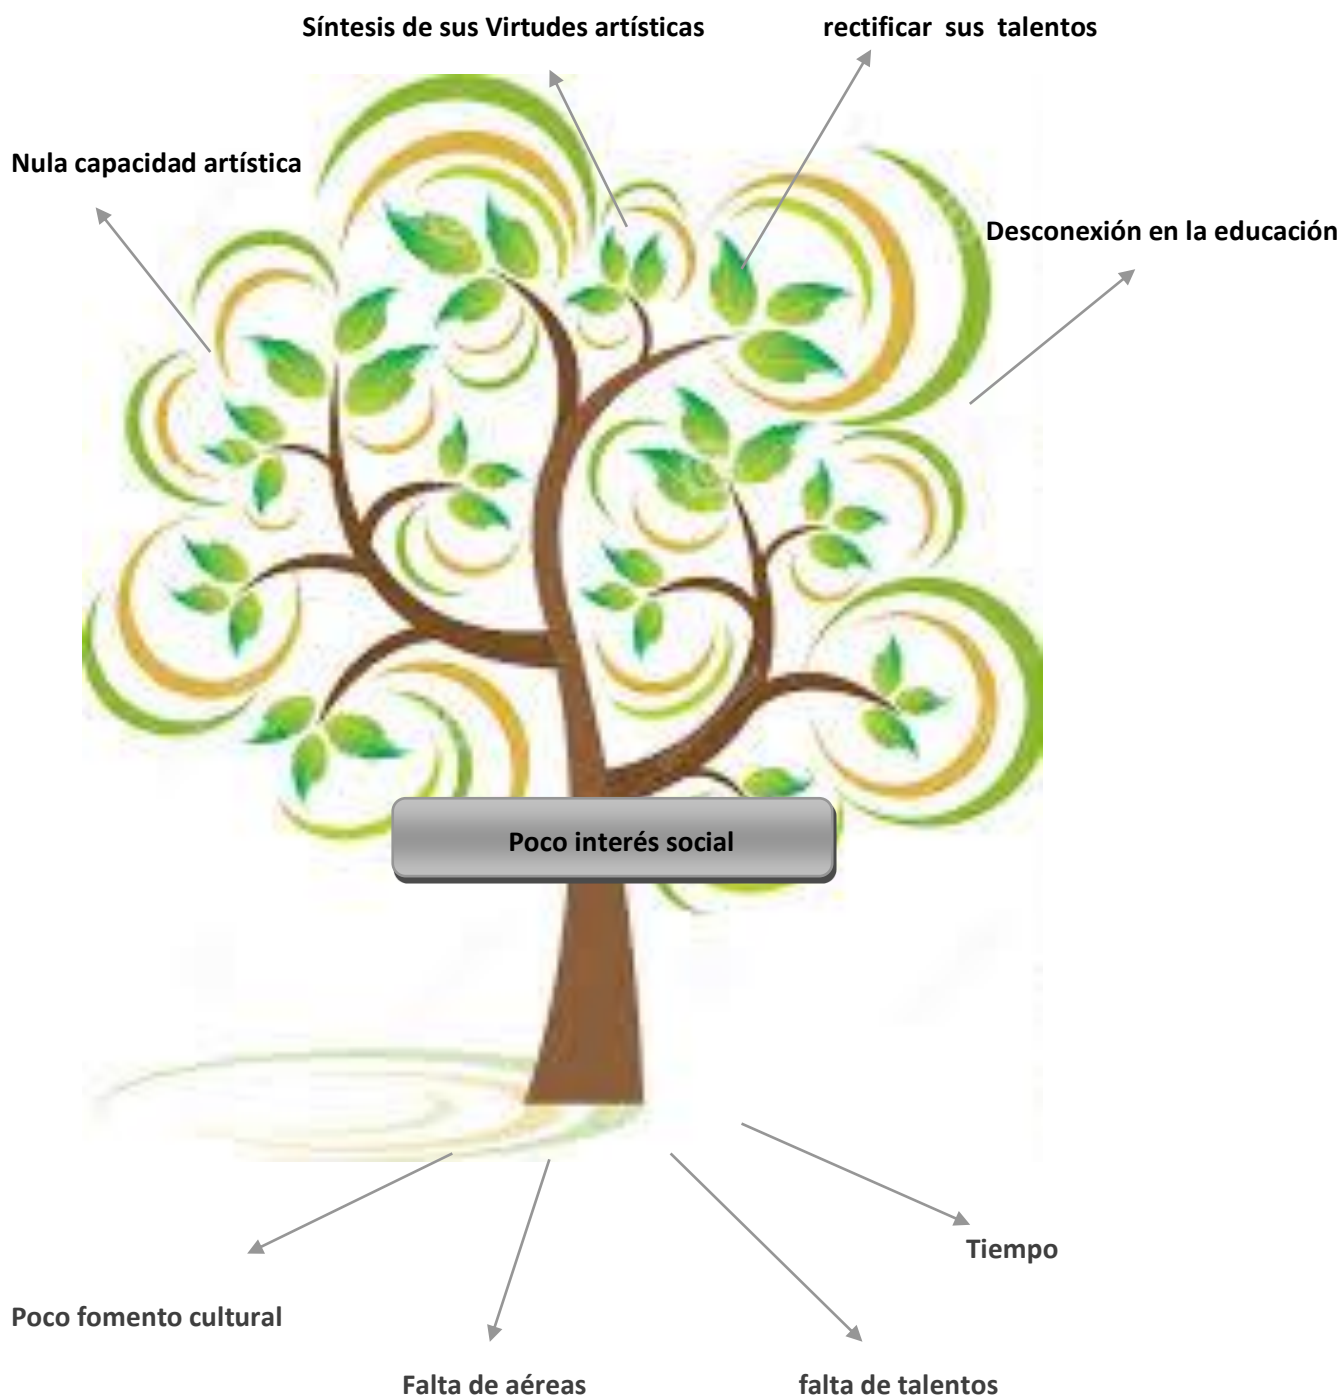 Síntesis de sus Virtudes artísticas
rectificar sus talentos
Nula capacidad artística
Desconexión en la educación
Poco interés social
Tiempo
Poco fomento cultural
Falta de aéreas
falta de talentos